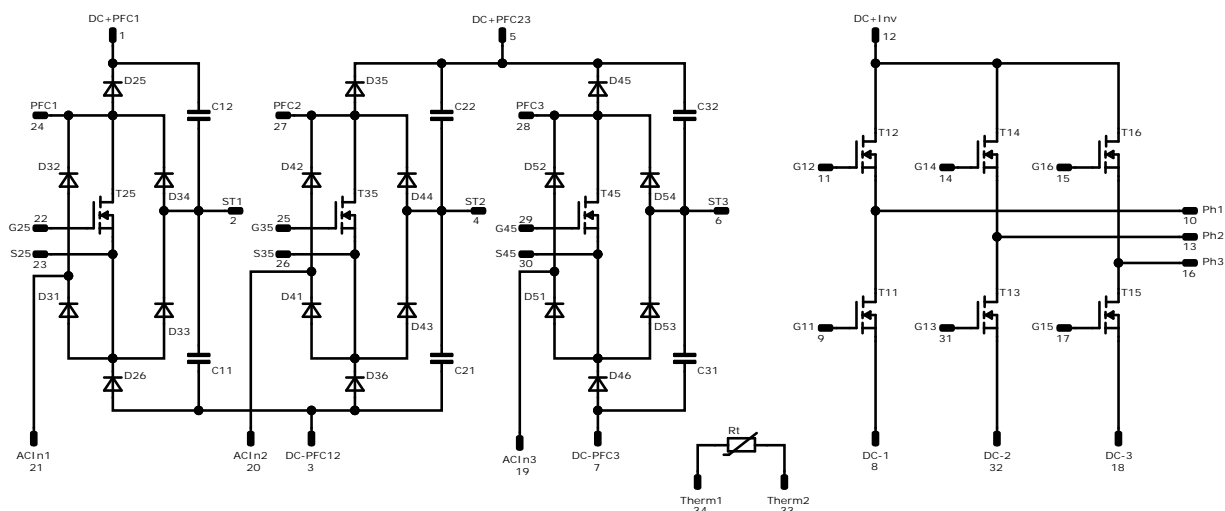 DC+PFC1
1
DC+PFC23
5
DC+Inv
12
D25
D35
D45
PFC1
24
C12
PFC2
27
C22
PFC3
28
C32
T12
T14
T16
G12
11
G14
14
G16
15
D32
D34
D42
D44
D52
D54
T25
T35
T45
ST1
2
ST2
4
ST3
6
22
G25
25
G35
29
G45
Ph1
10
S25
23
S35
26
S45
30
Ph2
13
Ph3
16
D31
D33
D41
D43
D51
D53
T11
T13
T15
G11
9
G13
31
G15
17
D26
C11
D36
C21
D46
C31
ACIn1
21
ACIn2
20
DC-PFC12
3
ACIn3
19
DC-PFC3
7
Rt
DC-1
8
DC-2
32
DC-3
18
Therm1
34
Therm2
33